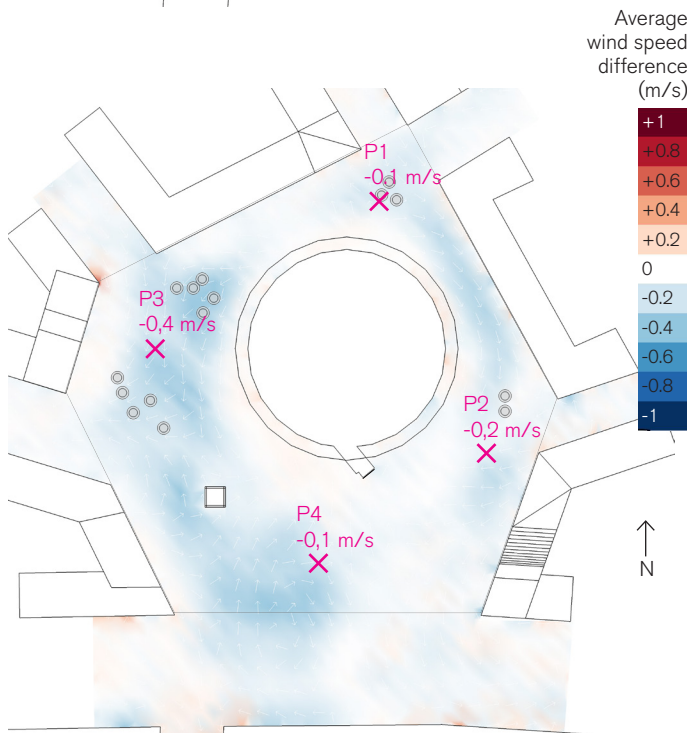 Average
wind speed
difference
(m/s)
+1
+0.8
+0.6
+0.4
+0.2
0
-0.2
-0.4
-0.6
-0.8
-1
P1
-0,1 m/s
P3
-0,4 m/s
P2
-0,2 m/s
P4
-0,1 m/s
N